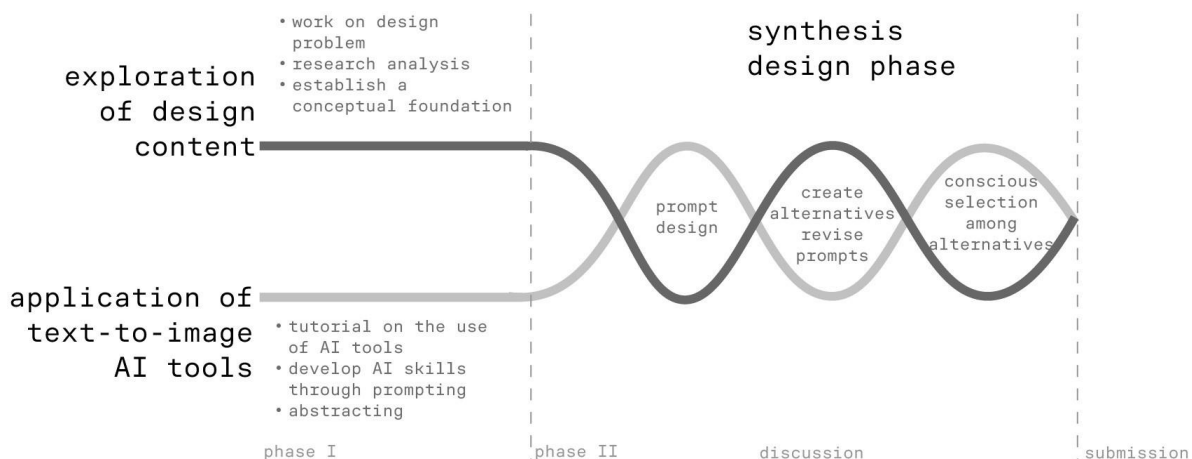 • work on design
problem
• research analysis
• establish a
conceptual foundation
exploration
of design
content
synthesis
design phase
prompt
design
create
alternatives
revise
prompts
conscious
selection
among
alternatives
application of
text-to-image
AI tools
• tutorial on the use
of AI tools
• develop AI skills
through prompting
• abstracting
phase I
phase II
discussion
submission